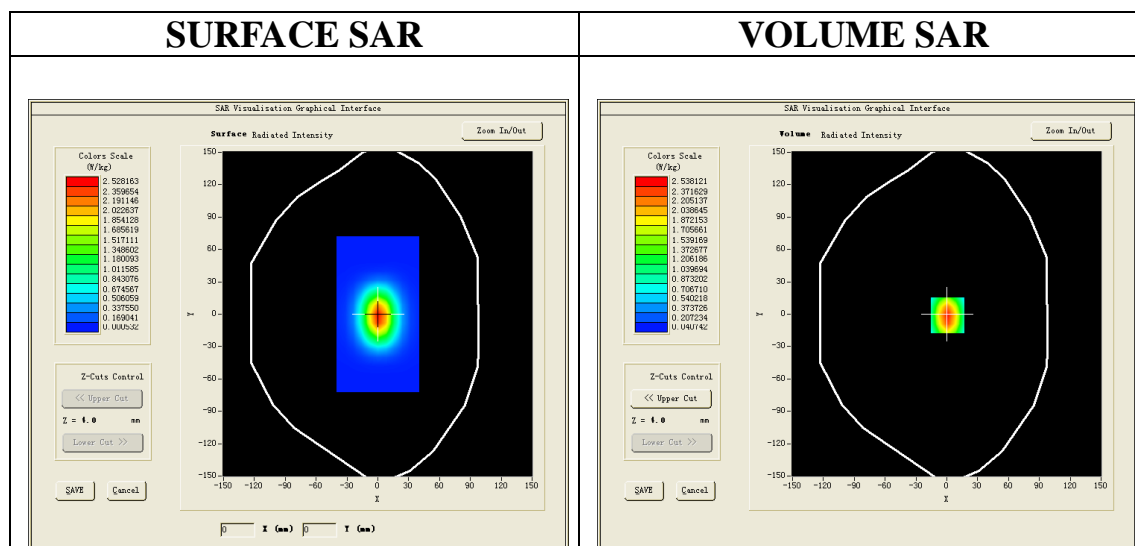 SURFACE SAR
VOLUME SAR
SAR Visualisation Graphical Interface
Surface Radiated Intensity
Zoom In/Out
Colors Scale
(W/kg)
2.528163
2.359654
2.191146
2.022637
1.854128
1.685619
1.517111
1.348602
1.180093
1.011585
0.843076
0.674567
0.506059
0.337550
0.169041
0.000532
Z-Cuts Control
<< Upper Cut
Z = 4.0 mm
Lower Cut >>
SAVE Cancel
150
120
90
60
30
0
-30
-60
-90
-120
-150
Y
-150 -120 -90 -60 -30 0 30 60 90 120 150
X
0 X (mm) 0 Y (mm)
SAR Visualisation Graphical Interface
Volume Radiated Intensity
Zoom In/Out
Colors Scale
(W/kg)
2.538121
2.371629
2.205137
2.038645
1.872153
1.705661
1.539169
1.372677
1.206186
1.039694
0.873202
0.706710
0.540218
0.373726
0.207234
0.040742
Z-Cuts Control
<< Upper Cut
Z = 4.0 mm
Lower Cut >>
SAVE Cancel
150
120
90
60
30
0
-30
-60
-90
-120
-150
Y
-150 -120 -90 -60 -30 0 30 60 90 120 150
X